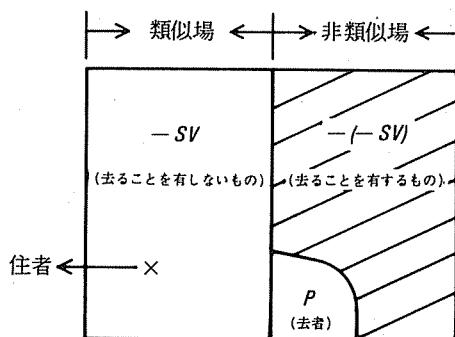 類似場 非類似場
－SV －(－SV)
(去ることを有しないもの) (去ることを有するもの)
住者 ×
P
(去者)